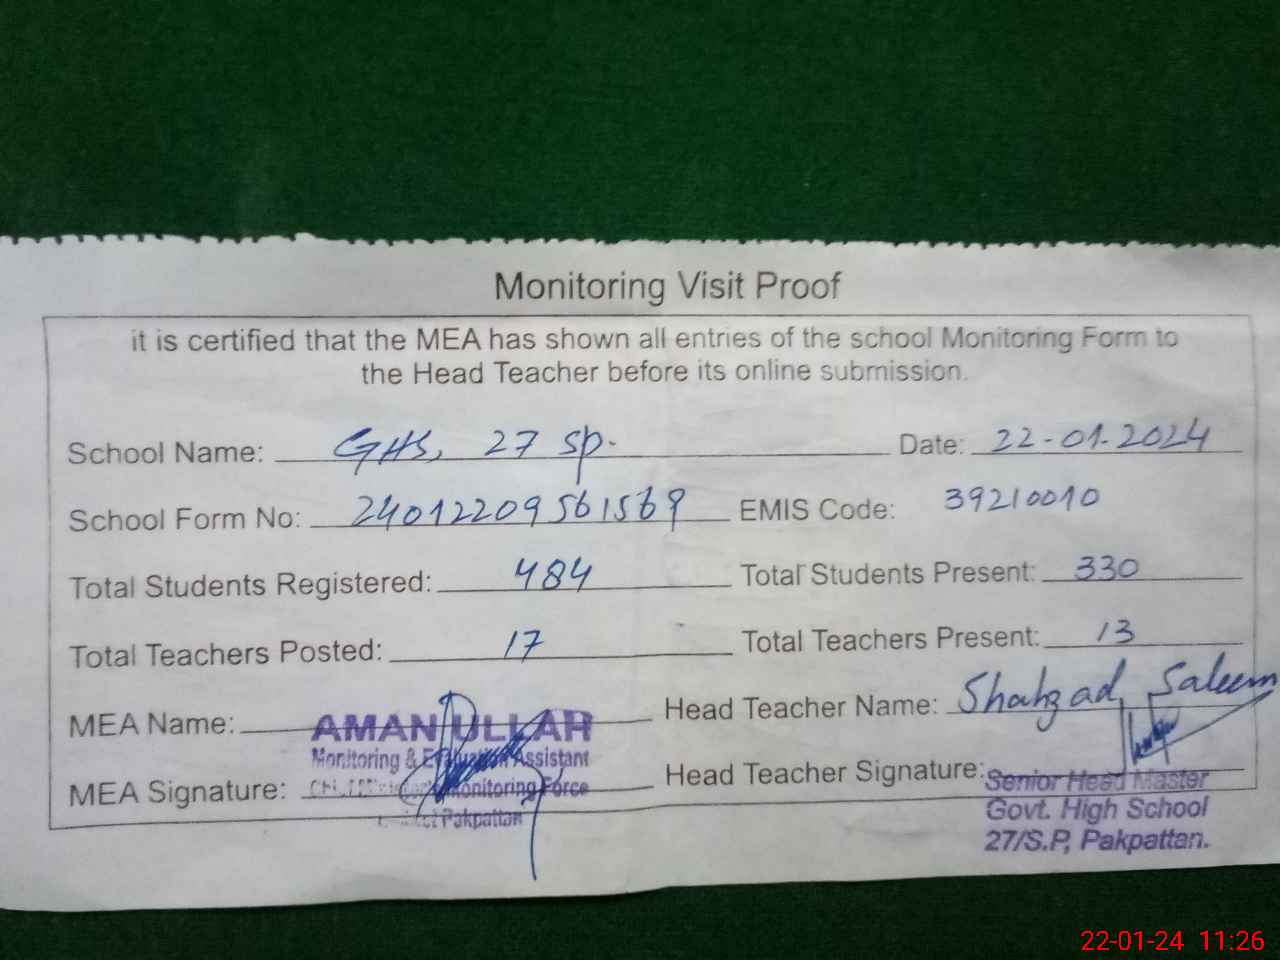 Monitoring Visit Proof
it is certified that the MEA has shown all entries of the school Monitoring Form to
the Head Teacher before its online submission.
School Name: GHS, 27 sp. Date: 22-01-2024
School Form No: 24012209561569 EMIS Code: 39210010
Total Students Registered: 484 Total Students Present: 330
Total Teachers Posted: 17 Total Teachers Present: 13
MEA Name: AMAN ULLAH Head Teacher Name: Shahzad Saleem
Monitoring & Evaluation Assistant
MEA Signature: Monitoring Force Head Teacher Signature:
Pakpattan
Senior Head Master
Govt. High School
27/S.P, Pakpattan.
22-01-24 11:26